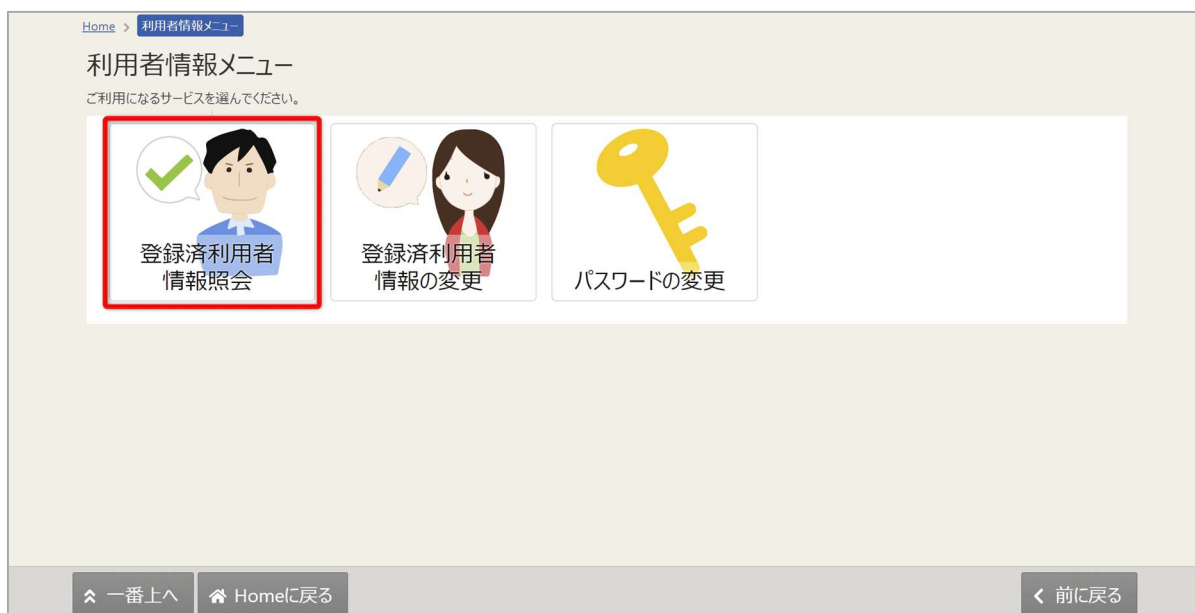 Home > 利用者情報メニュー
利用者情報メニュー
ご利用になるサービスを選んでください。
登録済利用者
情報照会
登録済利用者
情報の変更
パスワードの変更
一番上へ
Homeに戻る
前に戻る